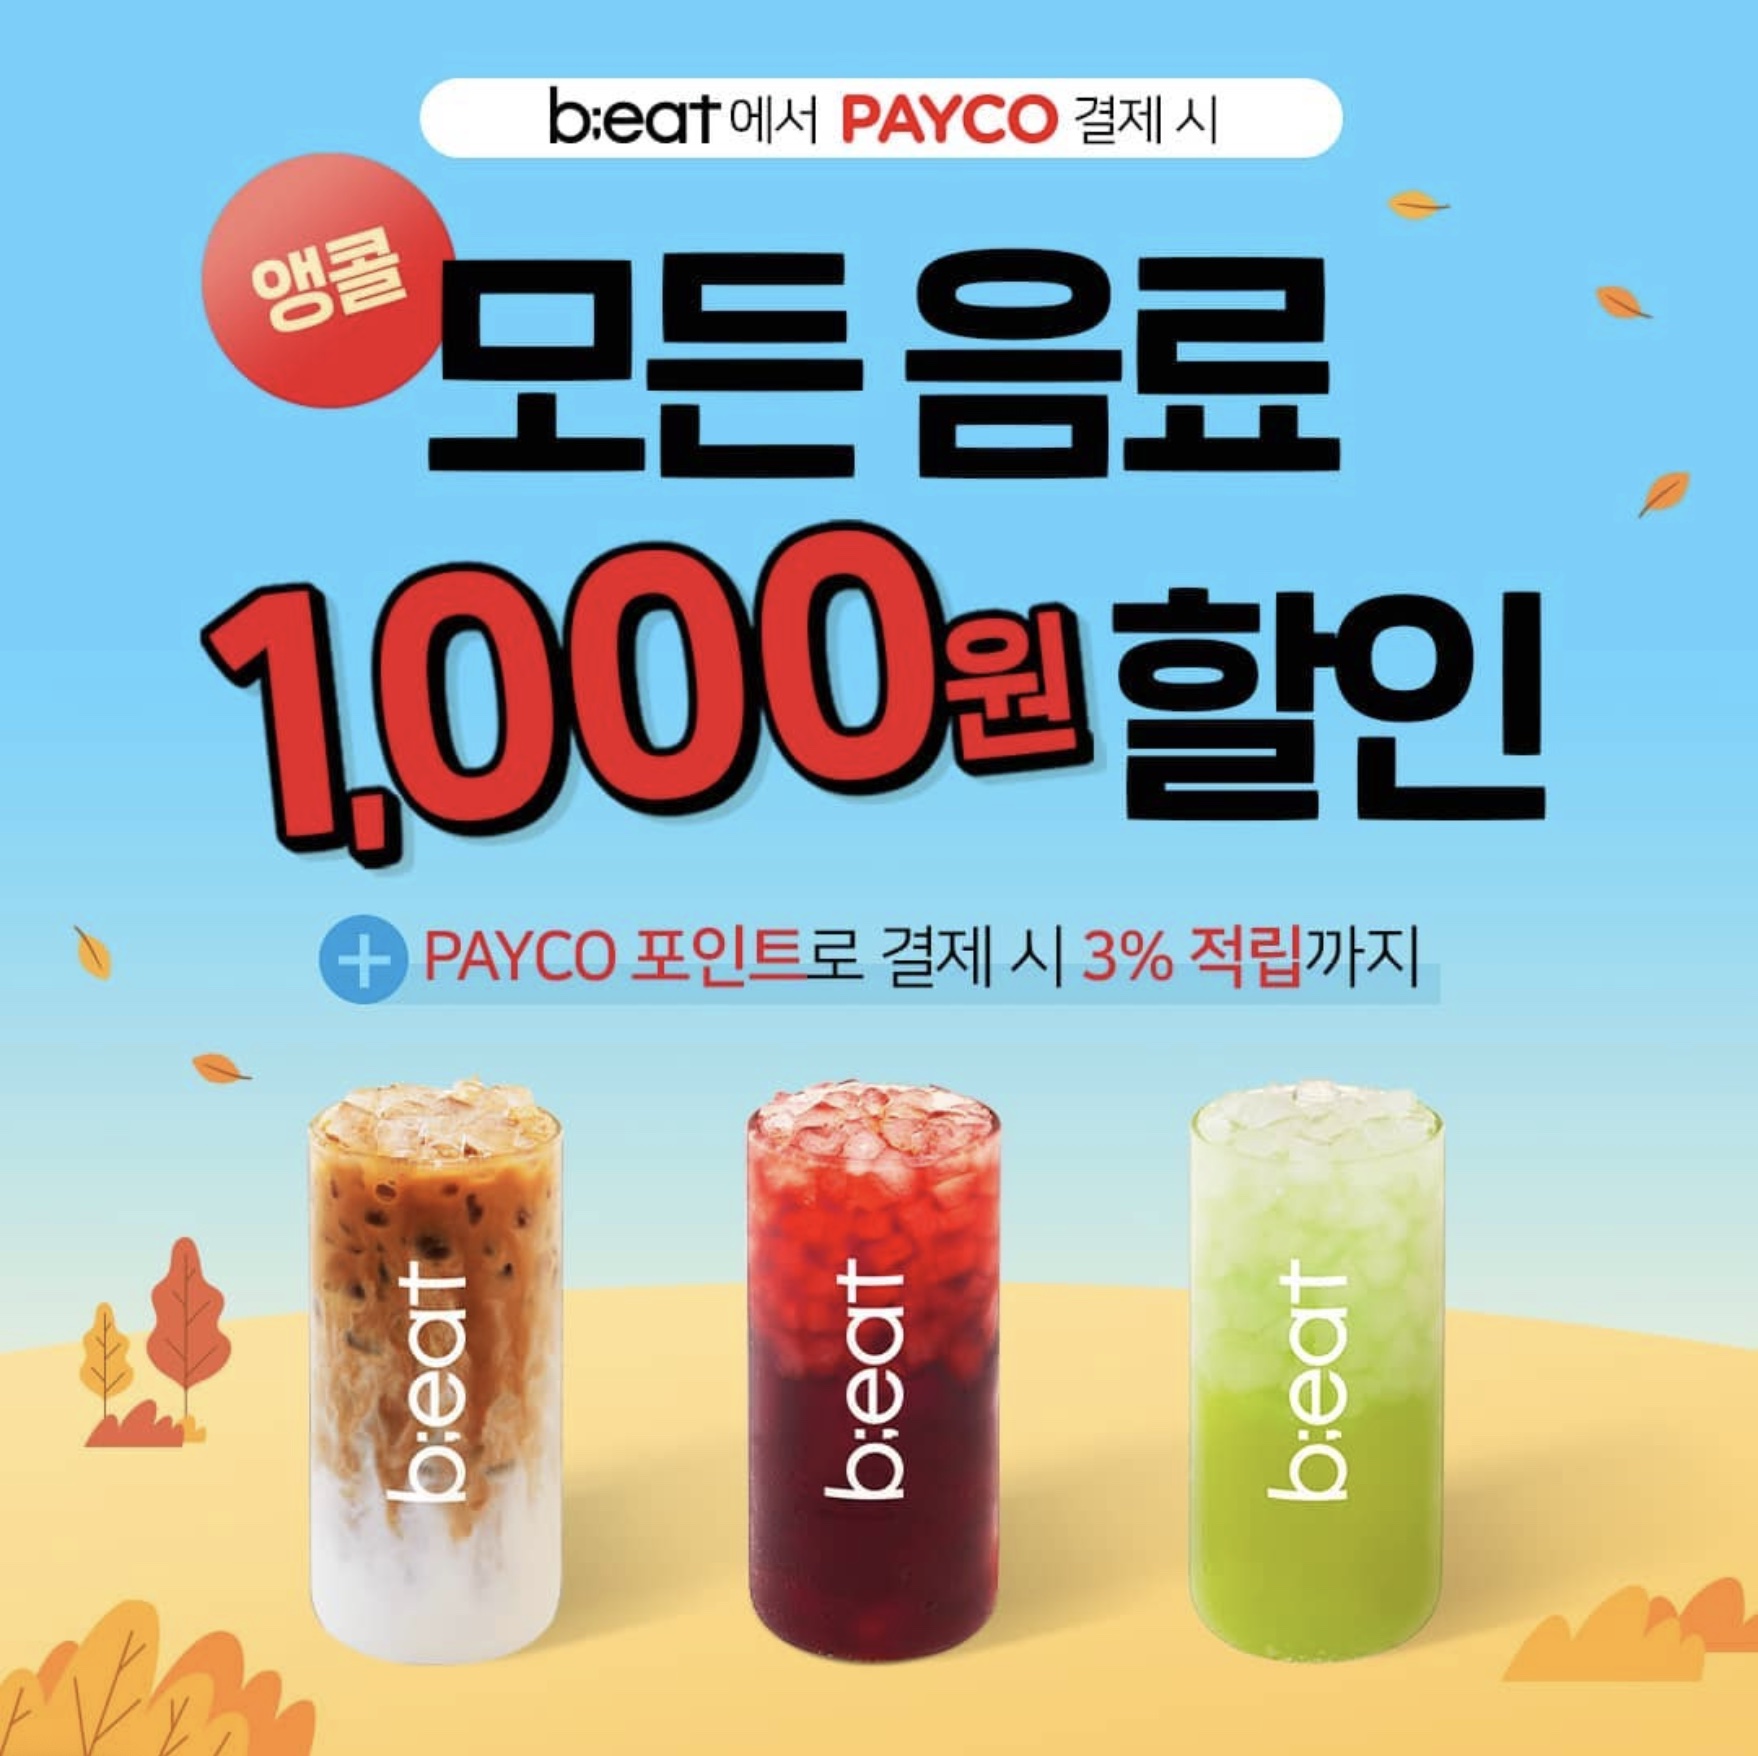 b:eat에서 PAYCO 결제 시
앵콜
모든 음료
1,000원 할인
+ PAYCO 포인트로 결제 시 3% 적립까지
b:eat
b:eat
b:eat